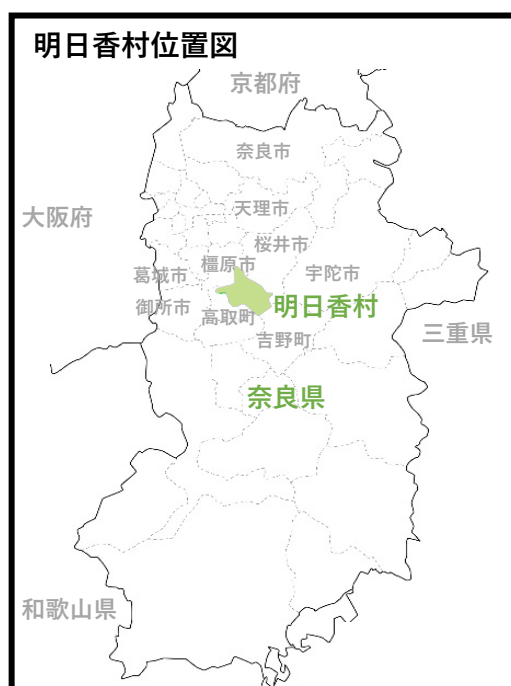 明日香村位置図
京都府
奈良市
天理市
大阪府
桜井市
橿原市
葛城市
宇陀市
御所市
明日香村
高取町
三重県
吉野町
奈良県
和歌山県